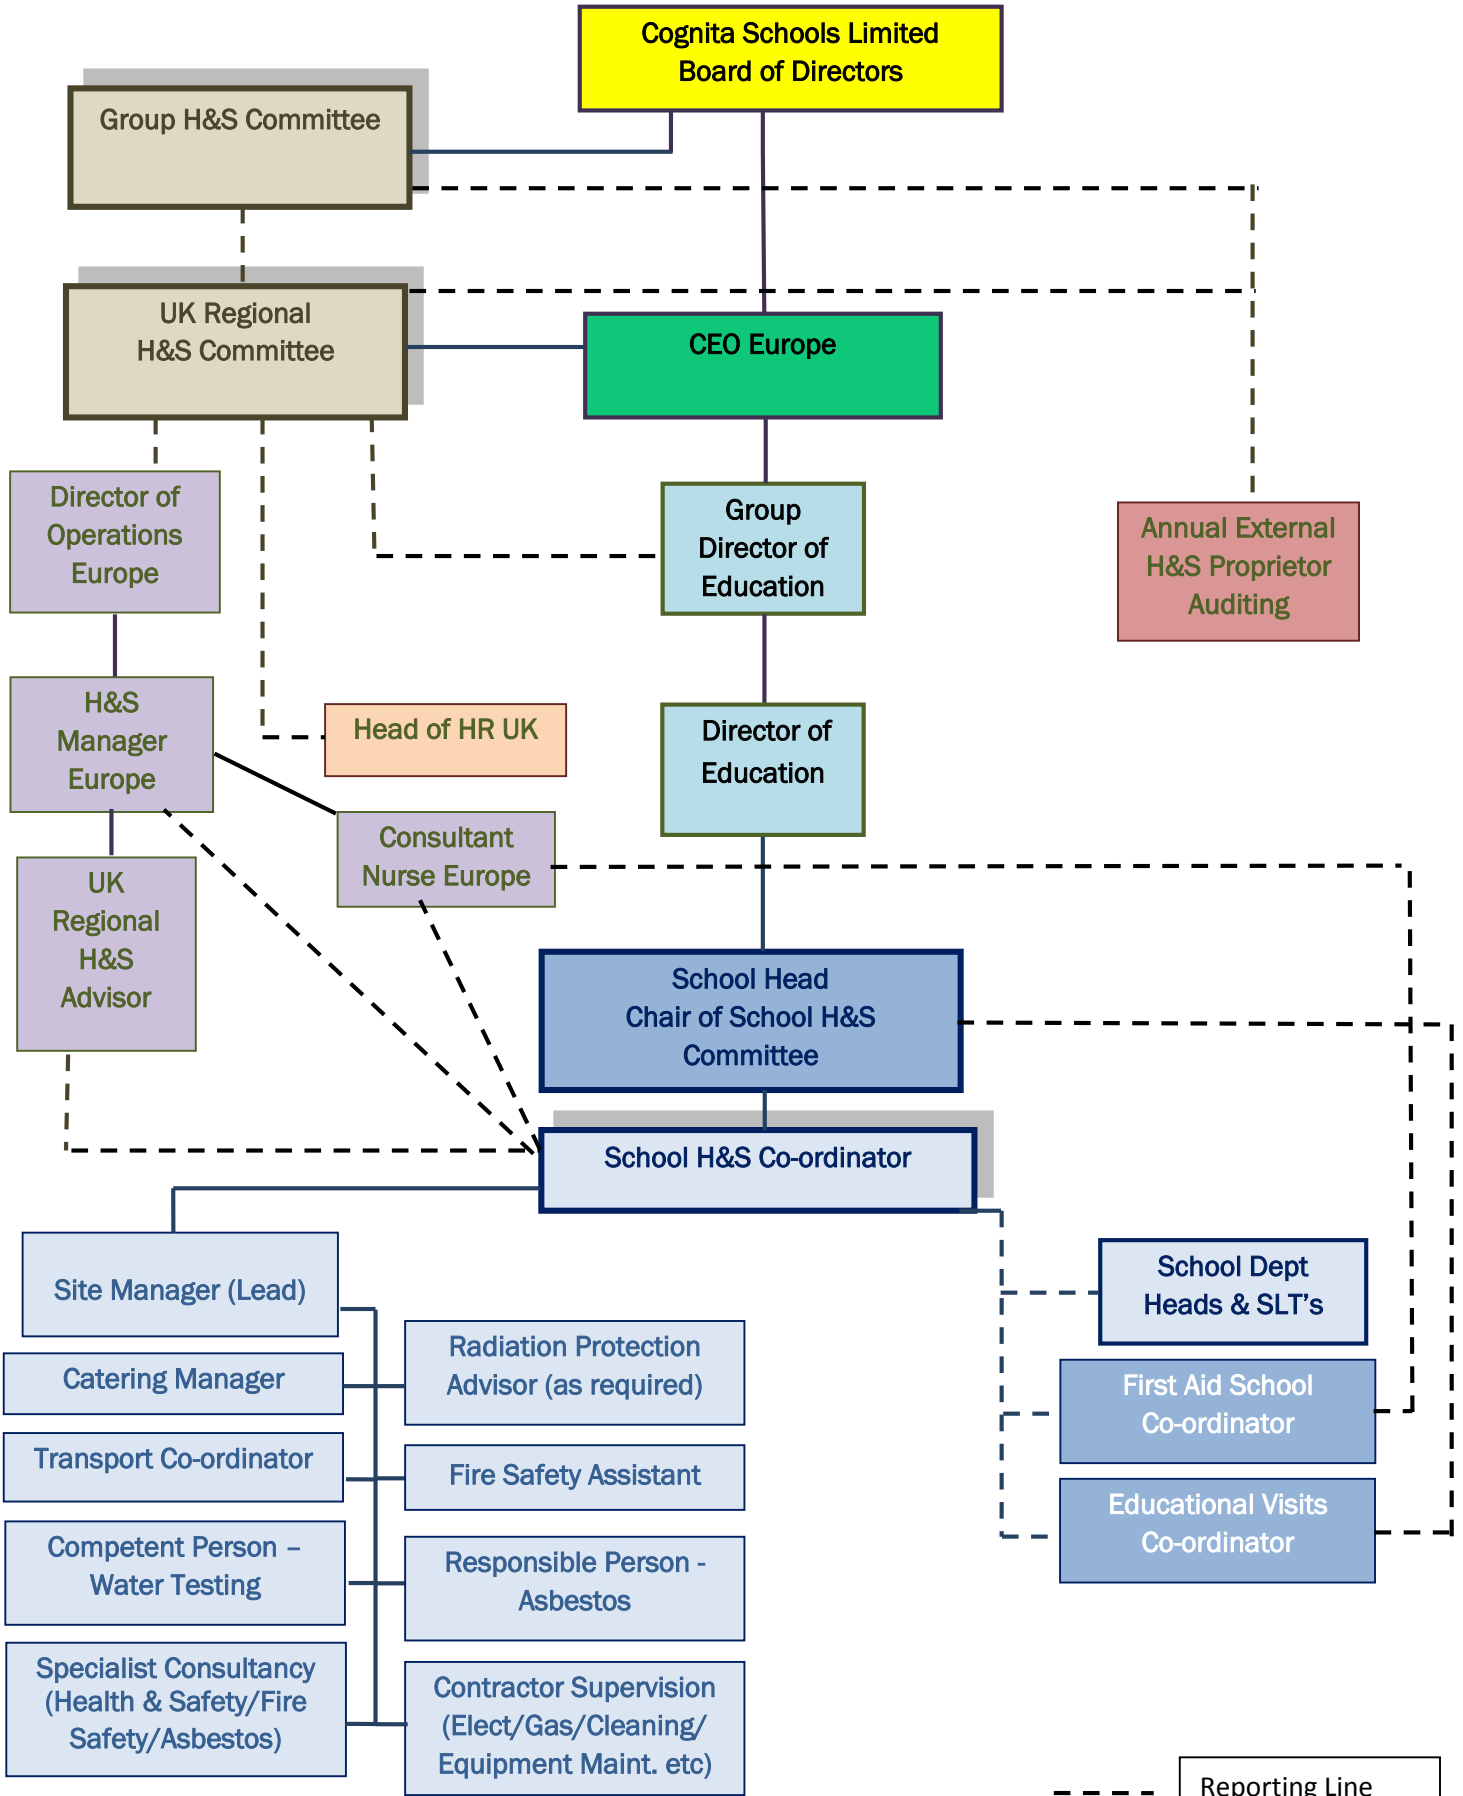 Cognita Schools Limited
Board of Directors
Group H&S Committee
UK Regional
H&S Committee
CEO Europe
Director of
Operations
Europe
Group
Director of
Education
Annual External
H&S Proprietor
Auditing
H&S
Manager
Europe
Head of HR UK
Director of
Education
Consultant
Nurse Europe
UK
Regional
H&S
Advisor
School Head
Chair of School H&S
Committee
School H&S Co-ordinator
Site Manager (Lead)
School Dept
Heads & SLT’s
Radiation Protection
Advisor (as required)
Catering Manager
First Aid School
Co-ordinator
Transport Co-ordinator
Fire Safety Assistant
Educational Visits
Co-ordinator
Competent Person –
Water Testing
Responsible Person -
Asbestos
Specialist Consultancy
(Health & Safety/Fire
Safety/Asbestos)
Contractor Supervision
(Elect/Gas/Cleaning/
Equipment Maint. etc)
Reporting Line